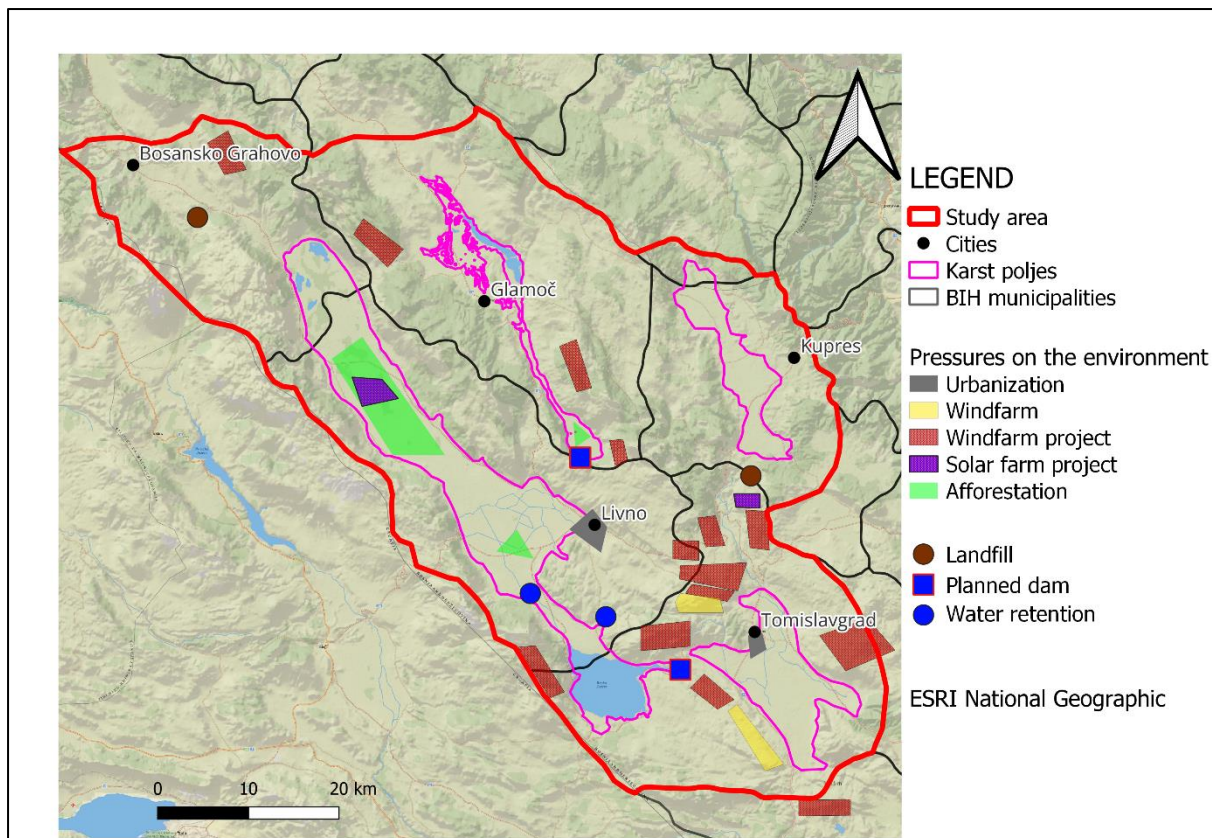 Bosansko Grahovo
Glamoč
Kupres
Livno
Tomislavgrad
0 10 20 km
LEGEND
Study area
Cities
Karst poljes
BIH municipalities
Pressures on the environment
Urbanization
Windfarm
Windfarm project
Solar farm project
Afforestation
Landfill
Planned dam
Water retention
ESRI National Geographic